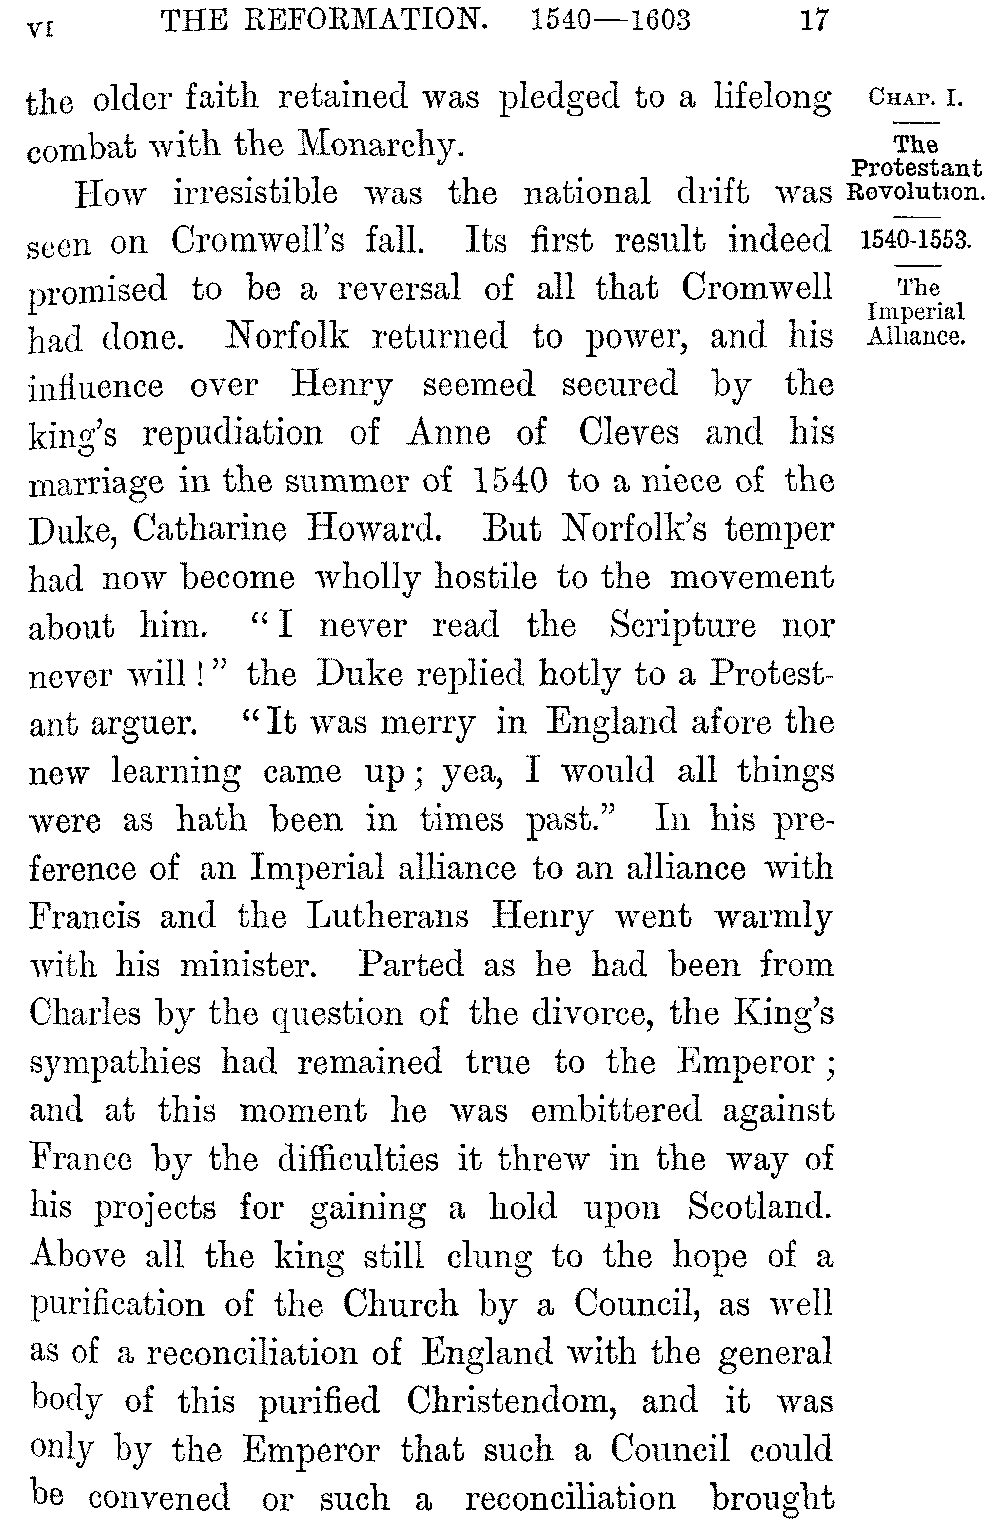 VI THE REFORMATION. 1540—1603 17
the older faith retained was pledged to a lifelong
combat with the Monarchy.
How irresistible was the national drift was
seen on Cromwell's fall. Its first result indeed
promised to be a reversal of all that Cromwell
had done. Norfolk returned to power, and his
influence over Henry seemed secured by the
king's repudiation of Anne of Cleves and his
marriage in the summer of 1540 to a niece of the
Duke, Catharine Howard. But Norfolk's temper
had now become wholly hostile to the movement
about him. “I never read the Scripture nor
never will!” the Duke replied hotly to a Protest-
ant arguer. “It was merry in England afore the
new learning came up; yea, I would all things
were as hath been in times past.” In his pre-
ference of an Imperial alliance to an alliance with
Francis and the Lutherans Henry went warmly
with his minister. Parted as he had been from
Charles by the question of the divorce, the King's
sympathies had remained true to the Emperor;
and at this moment he was embittered against
France by the difficulties it threw in the way of
his projects for gaining a hold upon Scotland.
Above all the king still clung to the hope of a
purification of the Church by a Council, as well
as of a reconciliation of England with the general
body of this purified Christendom, and it was
only by the Emperor that such a Council could
be convened or such a reconciliation brought
CHAP. I.
The
Protestant
Revolution.
1540-1553.
The
Imperial
Alliance.